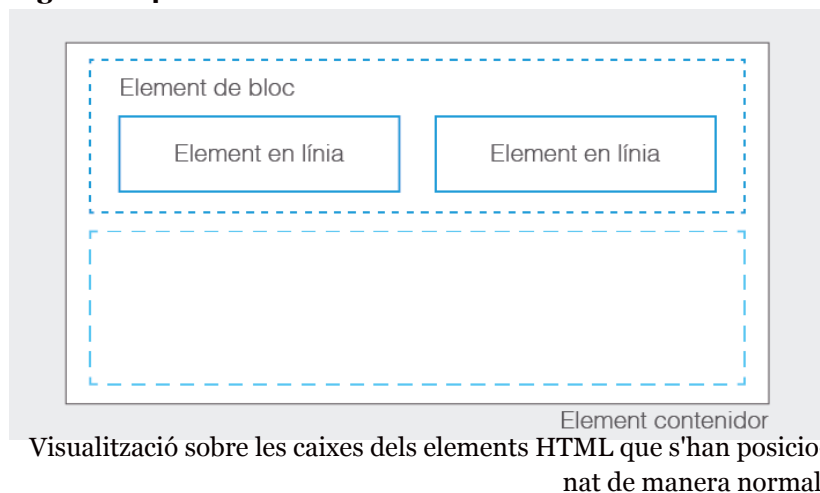 Element de bloc
Element en línia
Element en línia
Element contenidor
Visualització sobre les caixes dels elements HTML que s'han posicio
nat de manera normal